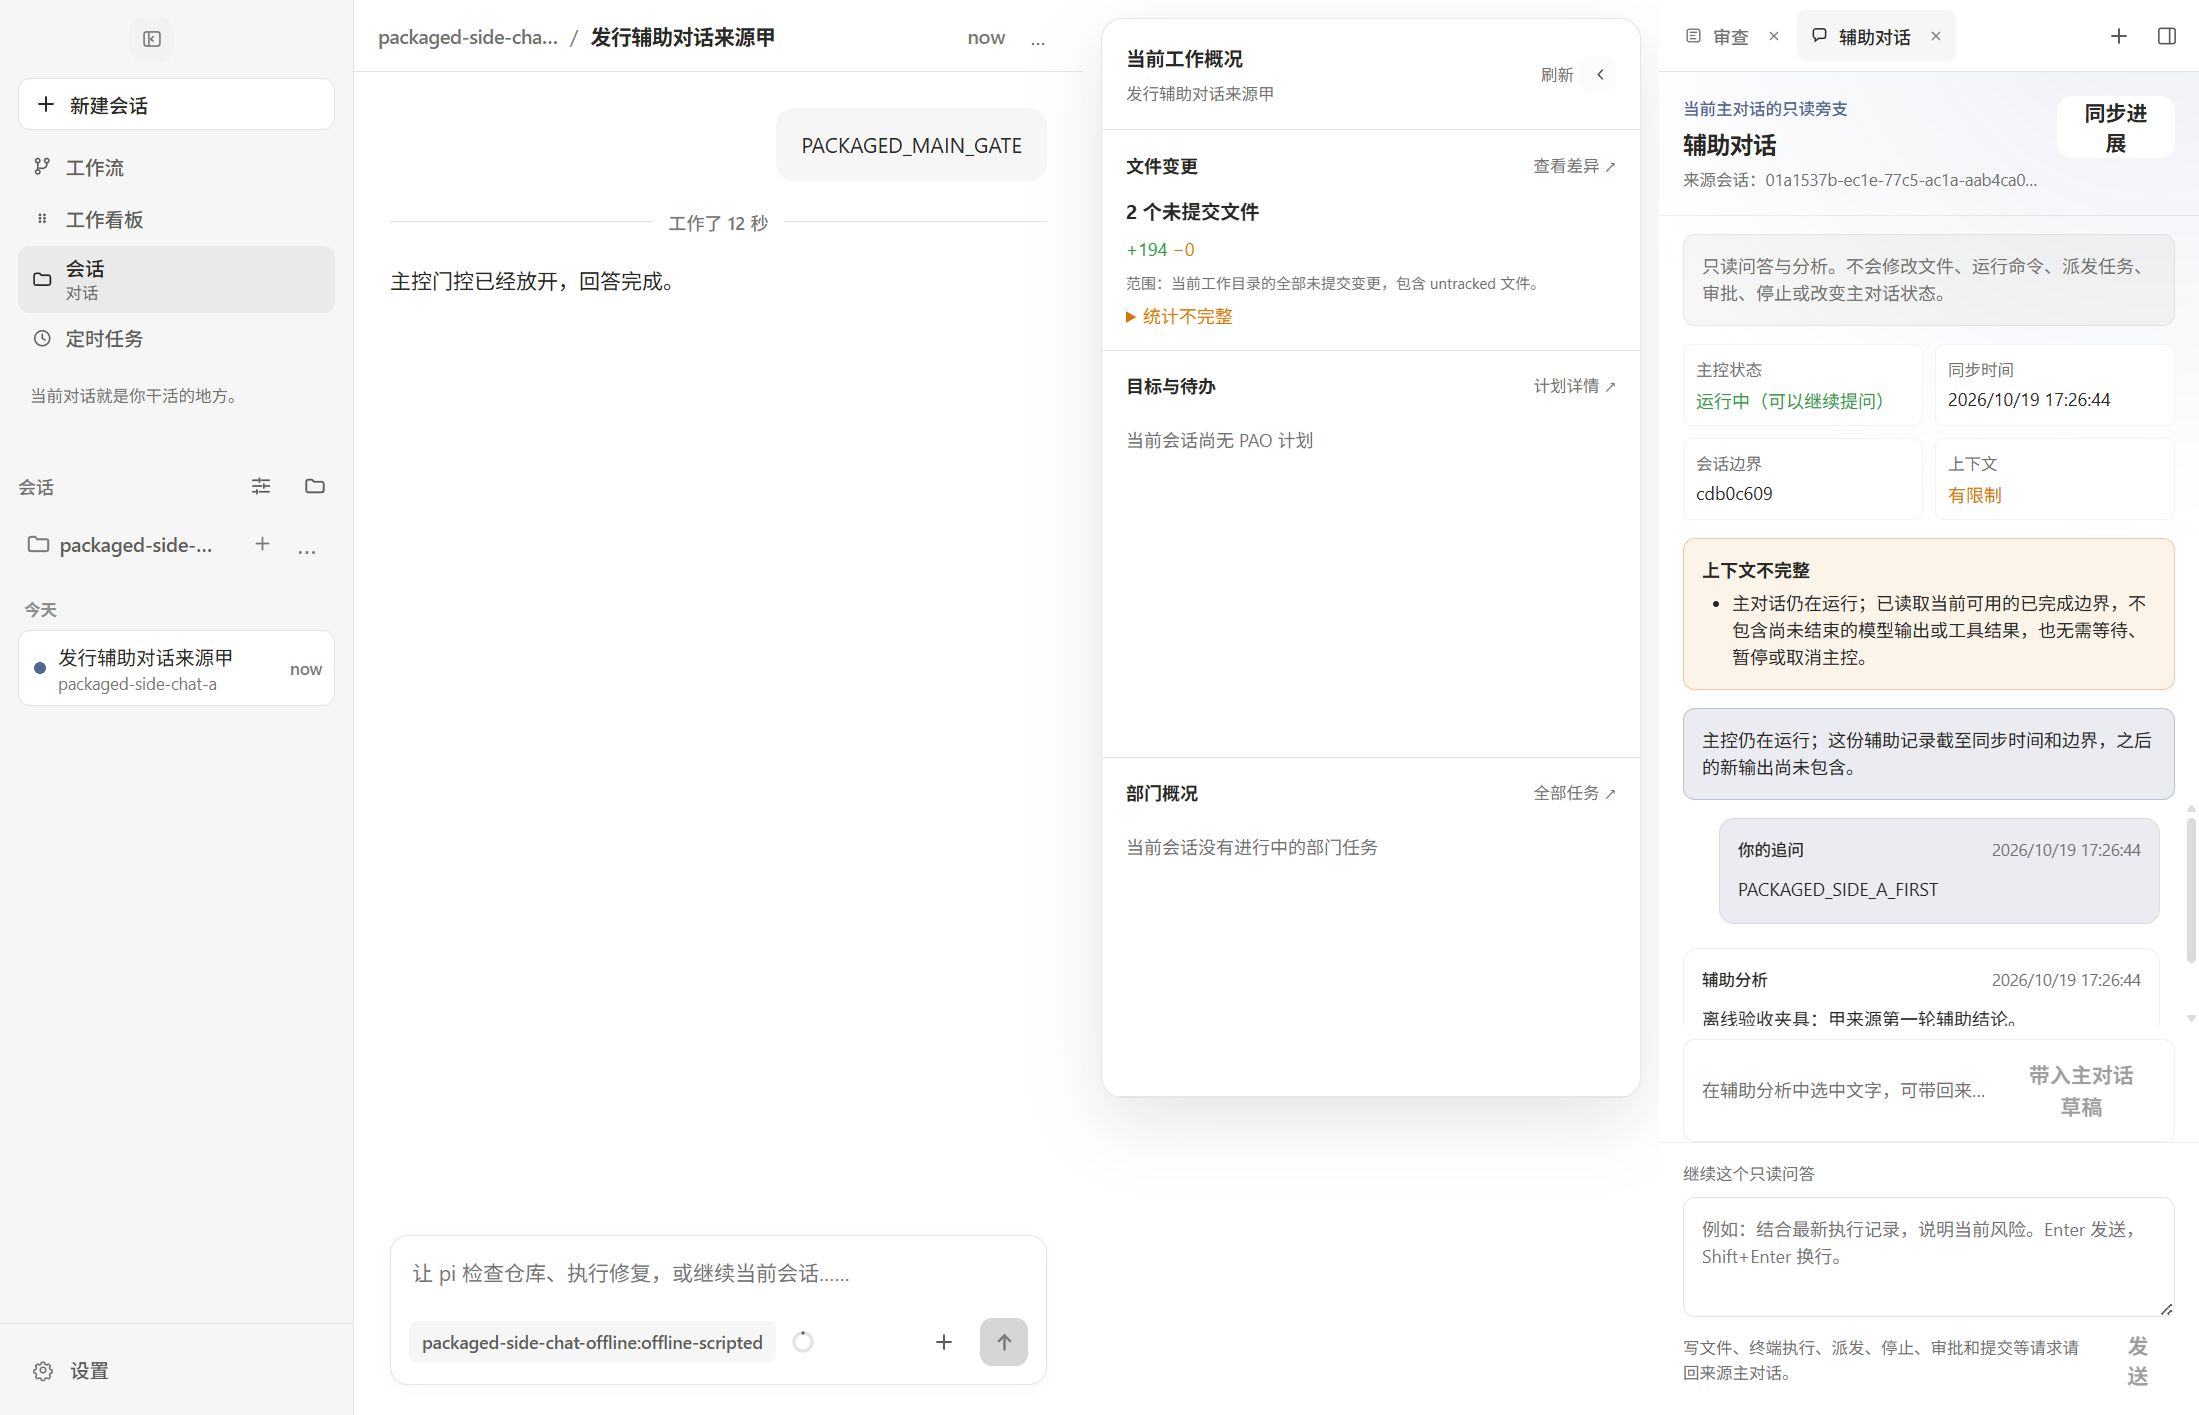 新建会话
工作流
工作看板
会话
对话
定时任务
当前对话就是你干活的地方。
会话
packaged-side-...
...
今天
发行辅助对话来源甲
packaged-side-chat-a
now
设置
packaged-side-cha... / 发行辅助对话来源甲
now
...
PACKAGED_MAIN_GATE
工作了 12 秒
主控门控已经放开，回答完成。
让 pi 检查仓库、执行修复，或继续当前会话......
packaged-side-chat-offline:offline-scripted
当前工作概况
发行辅助对话来源甲
刷新
文件变更
查看差异 ↗
2 个未提交文件
+194 −0
范围：当前工作目录的全部未提交变更，包含 untracked 文件。
▶ 统计不完整
目标与待办
计划详情 ↗
当前会话尚无 PAO 计划
部门概况
全部任务 ↗
当前会话没有进行中的部门任务
审查 ×
辅助对话 ×
当前主对话的只读旁支
辅助对话
来源会话：01a1537b-ec1e-77c5-ac1a-aab4ca0...
同步进
展
只读问答与分析。不会修改文件、运行命令、派发任务、
审批、停止或改变主对话状态。
主控状态
运行中（可以继续提问）
同步时间
2026/10/19 17:26:44
会话边界
cdb0c609
上下文
有限制
上下文不完整
• 主对话仍在运行；已读取当前可用的已完成边界，不
包含尚未结束的模型输出或工具结果，也无需等待、
暂停或取消主控。
主控仍在运行；这份辅助记录截至同步时间和边界，之后
的新输出尚未包含。
你的追问
2026/10/19 17:26:44
PACKAGED_SIDE_A_FIRST
辅助分析
2026/10/19 17:26:44
离线验收夹具：甲来源第一轮辅助结论。
在辅助分析中选中文字，可带回来...
带入主对话
草稿
继续这个只读问答
例如：结合最新执行记录，说明当前风险。Enter 发送，
Shift+Enter 换行。
写文件、终端执行、派发、停止、审批和提交等请求请
回来源主对话。
发
送